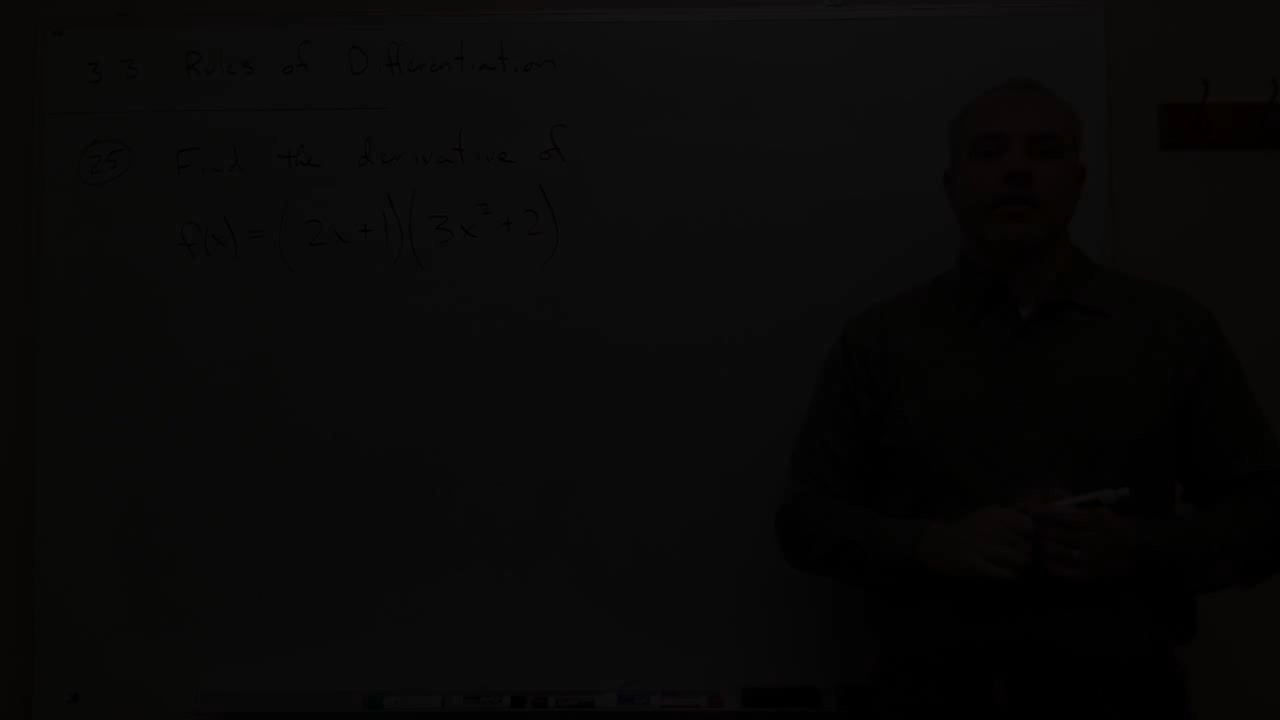 3.3 Rules of Differentiation
25 Find the derivative of
f(x) = (2x+1)(3x²+2)